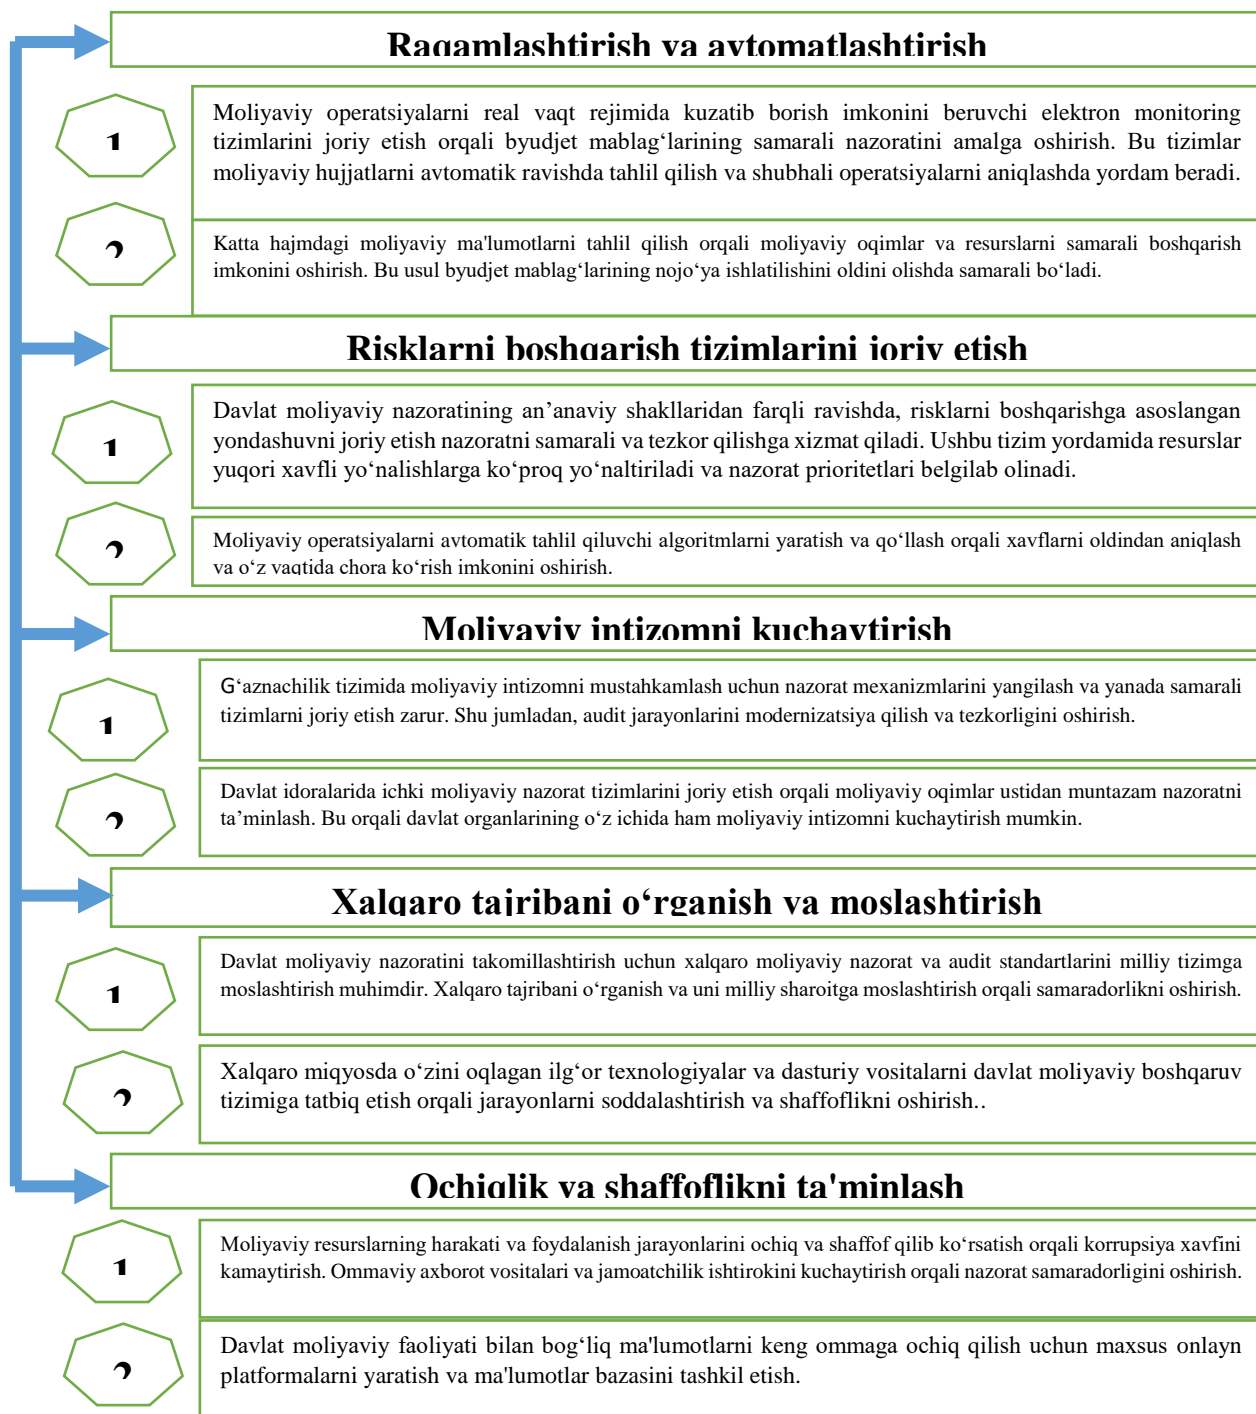 Raqamlashtirish va avtomatlashtirish
1
Moliyaviy operatsiyalarni real vaqt rejimida kuzatib borish imkonini beruvchi elektron monitoring
tizimlarini joriy etish orqali byudjet mablag‘larining samarali nazoratini amalga oshirish. Bu tizimlar
moliyaviy hujjatlarni avtomatik ravishda tahlil qilish va shubhali operatsiyalarni aniqlashda yordam beradi.
2
Katta hajmdagi moliyaviy ma'lumotlarni tahlil qilish orqali moliyaviy oqimlar va resurslarni samarali boshqarish
imkonini oshirish. Bu usul byudjet mablag‘larining nojo‘ya ishlatilishini oldini olishda samarali bo‘ladi.
Risklarni boshqarish tizimlarini joriy etish
1
Davlat moliyaviy nazoratining an’anaviy shakllaridan farqli ravishda, risklarni boshqarishga asoslangan
yondashuvni joriy etish nazoratni samarali va tezkor qilishga xizmat qiladi. Ushbu tizim yordamida resurslar
yuqori xavfli yo‘nalishlarga ko‘proq yo‘naltiriladi va nazorat prioritetlari belgilab olinadi.
2
Moliyaviy operatsiyalarni avtomatik tahlil qiluvchi algoritmlarni yaratish va qo‘llash orqali xavflarni oldindan aniqlash
va o‘z vaqtida chora ko‘rish imkonini oshirish.
Moliyaviy intizomni kuchaytirish
1
G‘aznachilik tizimida moliyaviy intizomni mustahkamlash uchun nazorat mexanizmlarini yangilash va yanada samarali
tizimlarni joriy etish zarur. Shu jumladan, audit jarayonlarini modernizatsiya qilish va tezkorligini oshirish.
2
Davlat idoralarida ichki moliyaviy nazorat tizimlarini joriy etish orqali moliyaviy oqimlar ustidan muntazam nazoratni
ta’minlash. Bu orqali davlat organlarining o‘z ichida ham moliyaviy intizomni kuchaytirish mumkin.
Xalqaro tajribani o‘rganish va moslashtirish
1
Davlat moliyaviy nazoratini takomillashtirish uchun xalqaro moliyaviy nazorat va audit standartlarini milliy tizimga
moslashtirish muhimdir. Xalqaro tajribani o‘rganish va uni milliy sharoitga moslashtirish orqali samaradorlikni oshirish.
2
Xalqaro miqyosda o‘zini oqlagan ilg‘or texnologiyalar va dasturiy vositalarni davlat moliyaviy boshqaruv
tizimiga tatbiq etish orqali jarayonlarni soddalashtirish va shaffoflikni oshirish..
Ochiqlik va shaffoflikni ta'minlash
1
Moliyaviy resurslarning harakati va foydalanish jarayonlarini ochiq va shaffof qilib ko‘rsatish orqali korrupsiya xavfini
kamaytirish. Ommaviy axborot vositalari va jamoatchilik ishtirokini kuchaytirish orqali nazorat samaradorligini oshirish.
2
Davlat moliyaviy faoliyati bilan bog‘liq ma'lumotlarni keng ommaga ochiq qilish uchun maxsus onlayn
platformalarni yaratish va ma'lumotlar bazasini tashkil etish.